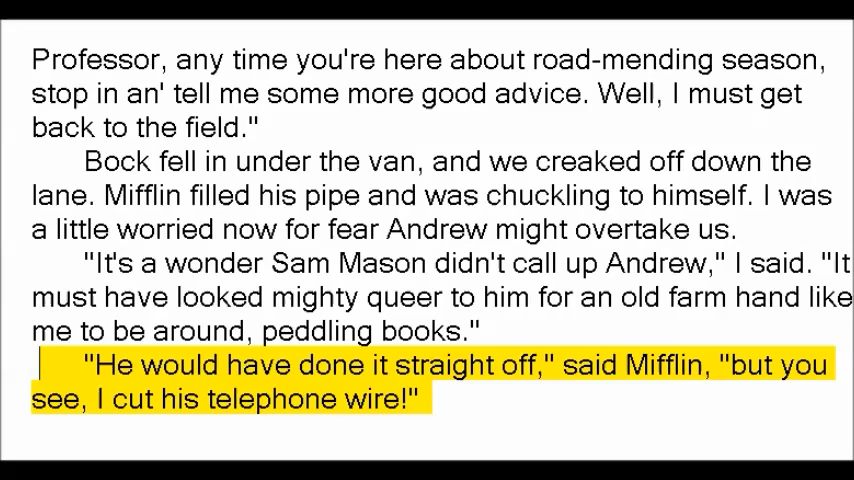 Professor, any time you're here about road-mending season,
stop in an' tell me some more good advice. Well, I must get
back to the field."
Bock fell in under the van, and we creaked off down the
lane. Mifflin filled his pipe and was chuckling to himself. I was
a little worried now for fear Andrew might overtake us.
"It's a wonder Sam Mason didn't call up Andrew," I said. "It
must have looked mighty queer to him for an old farm hand like
me to be around, peddling books."
"He would have done it straight off," said Mifflin, "but you
see, I cut his telephone wire!"